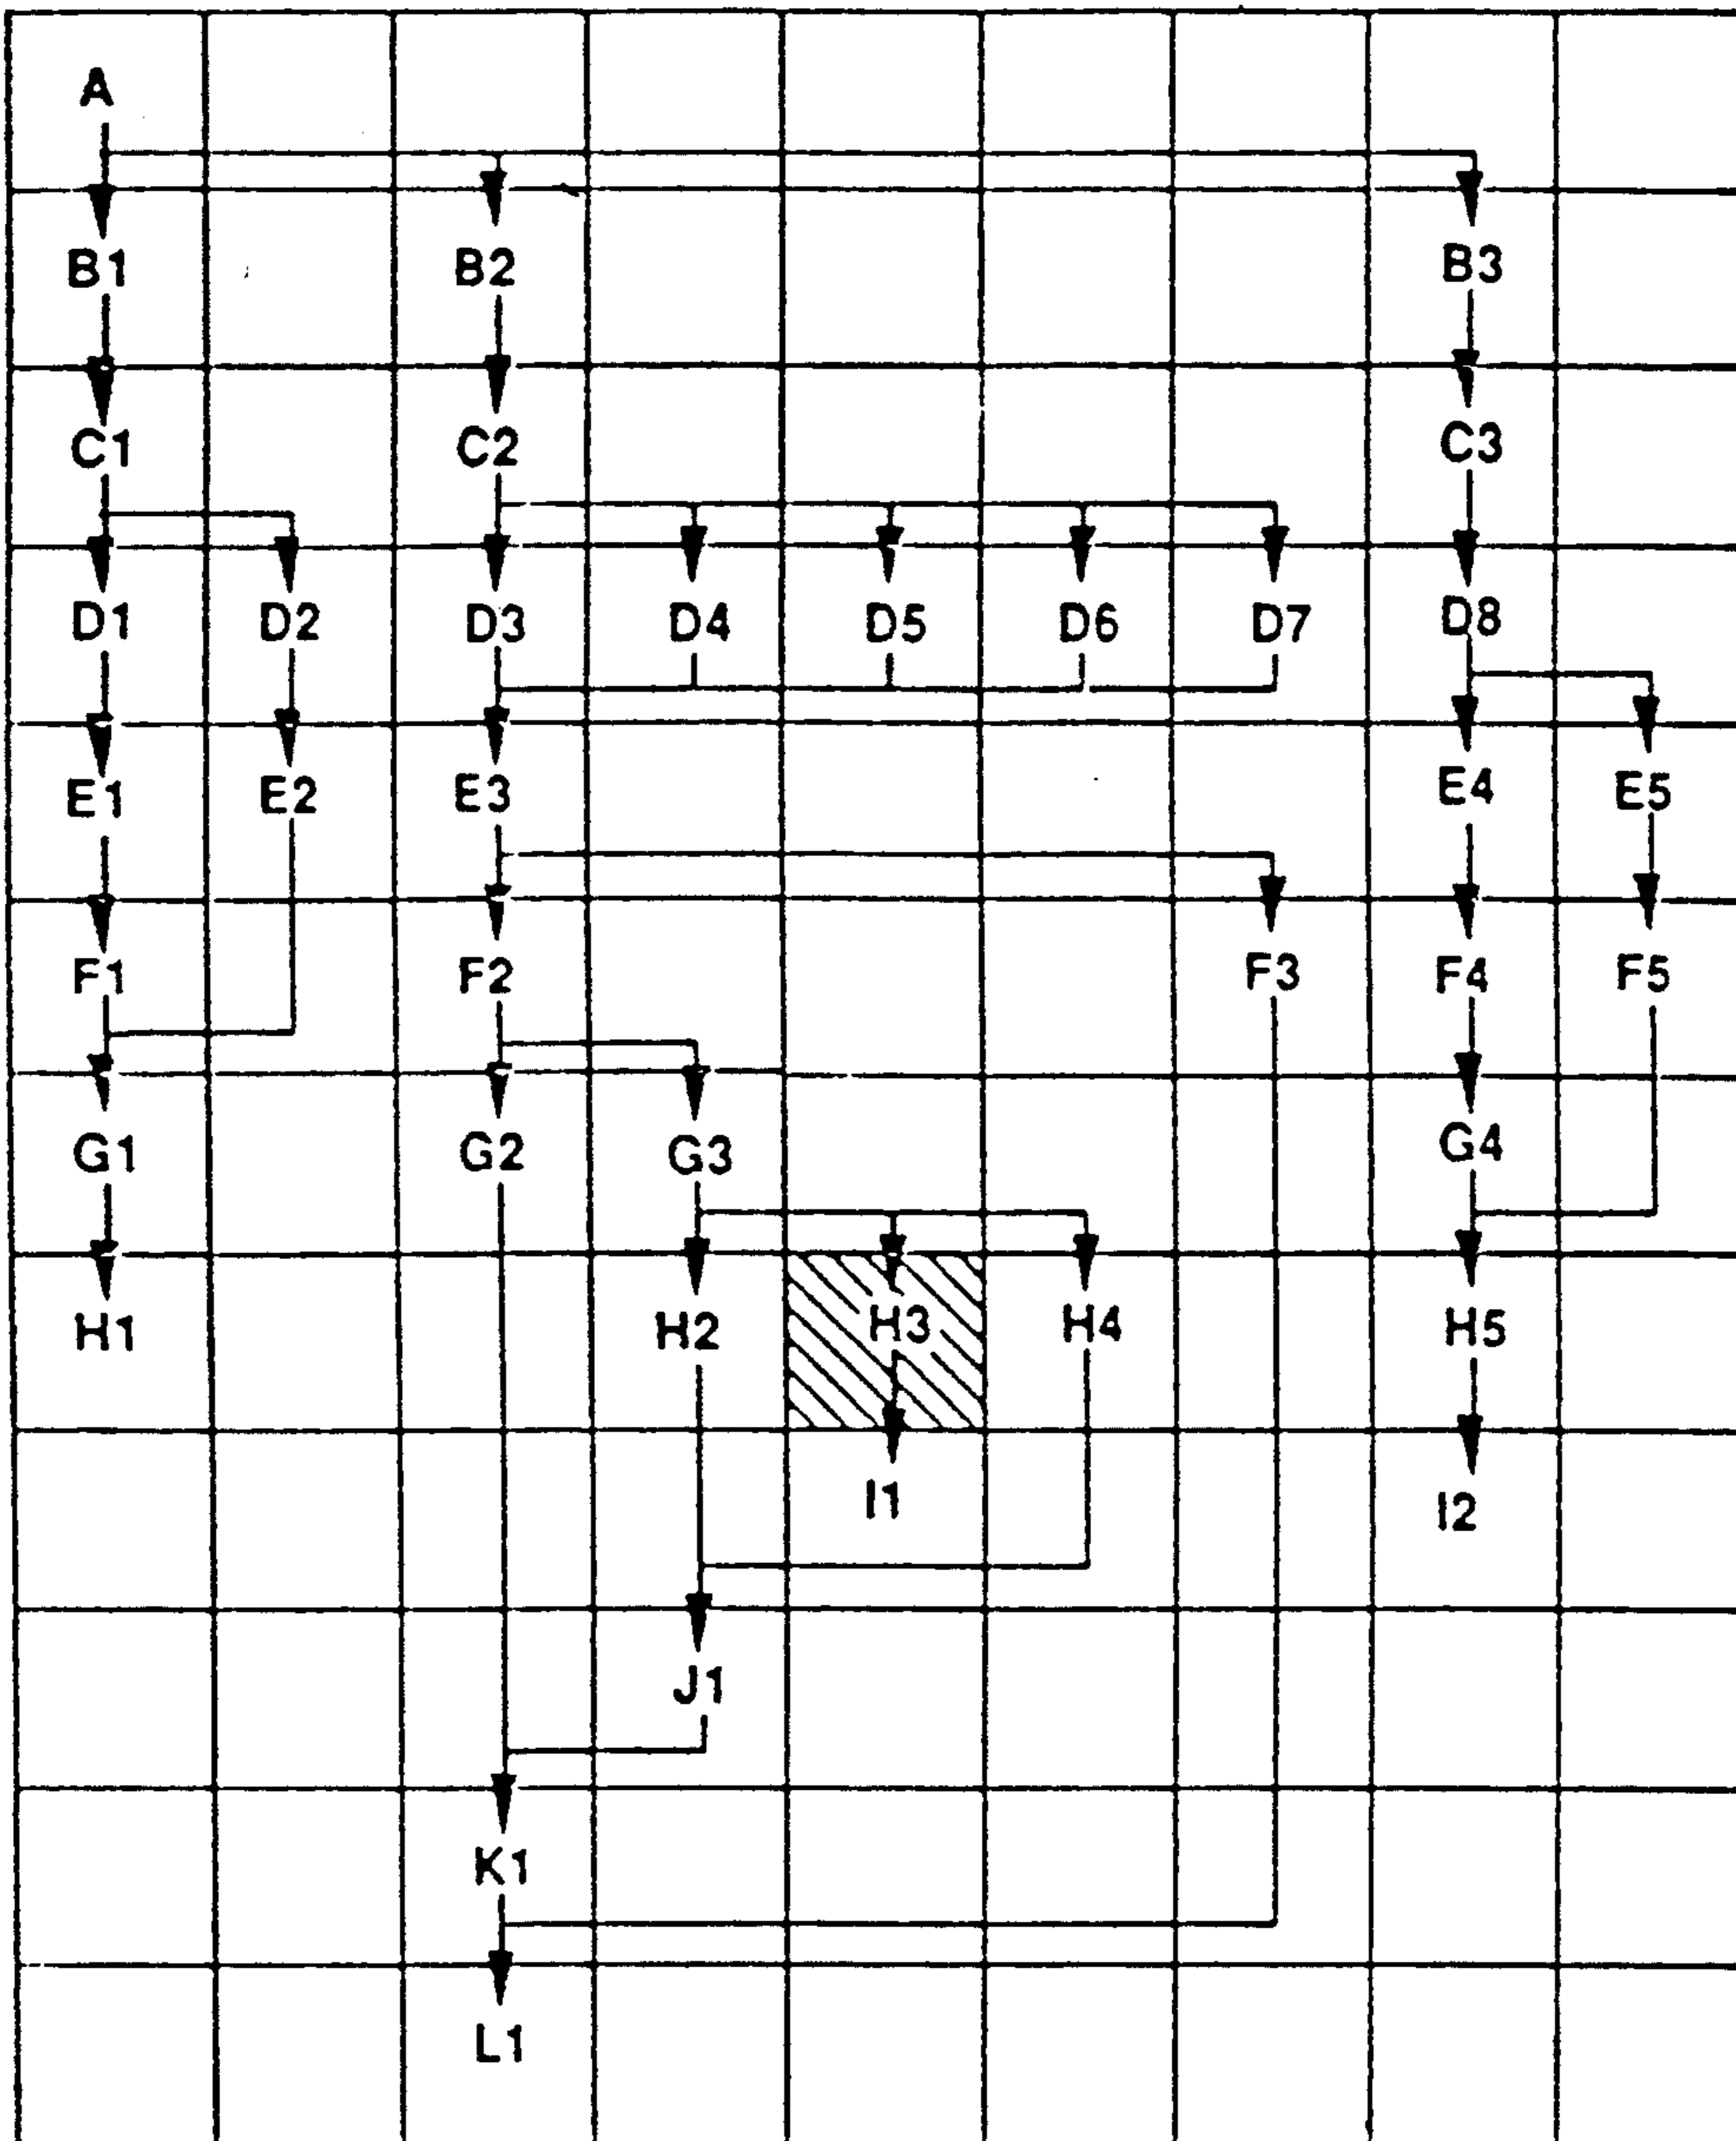 A
B1 B2 B3
C1 C2 C3
D1 D2 D3 D4 D5 D6 D7 D8
E1 E2 E3 E4 E5
F1 F2 F3 F4 F5
G1 G2 G3 G4
H1 H2 H3 H4 H5
I1 I2
J1
K1
L1